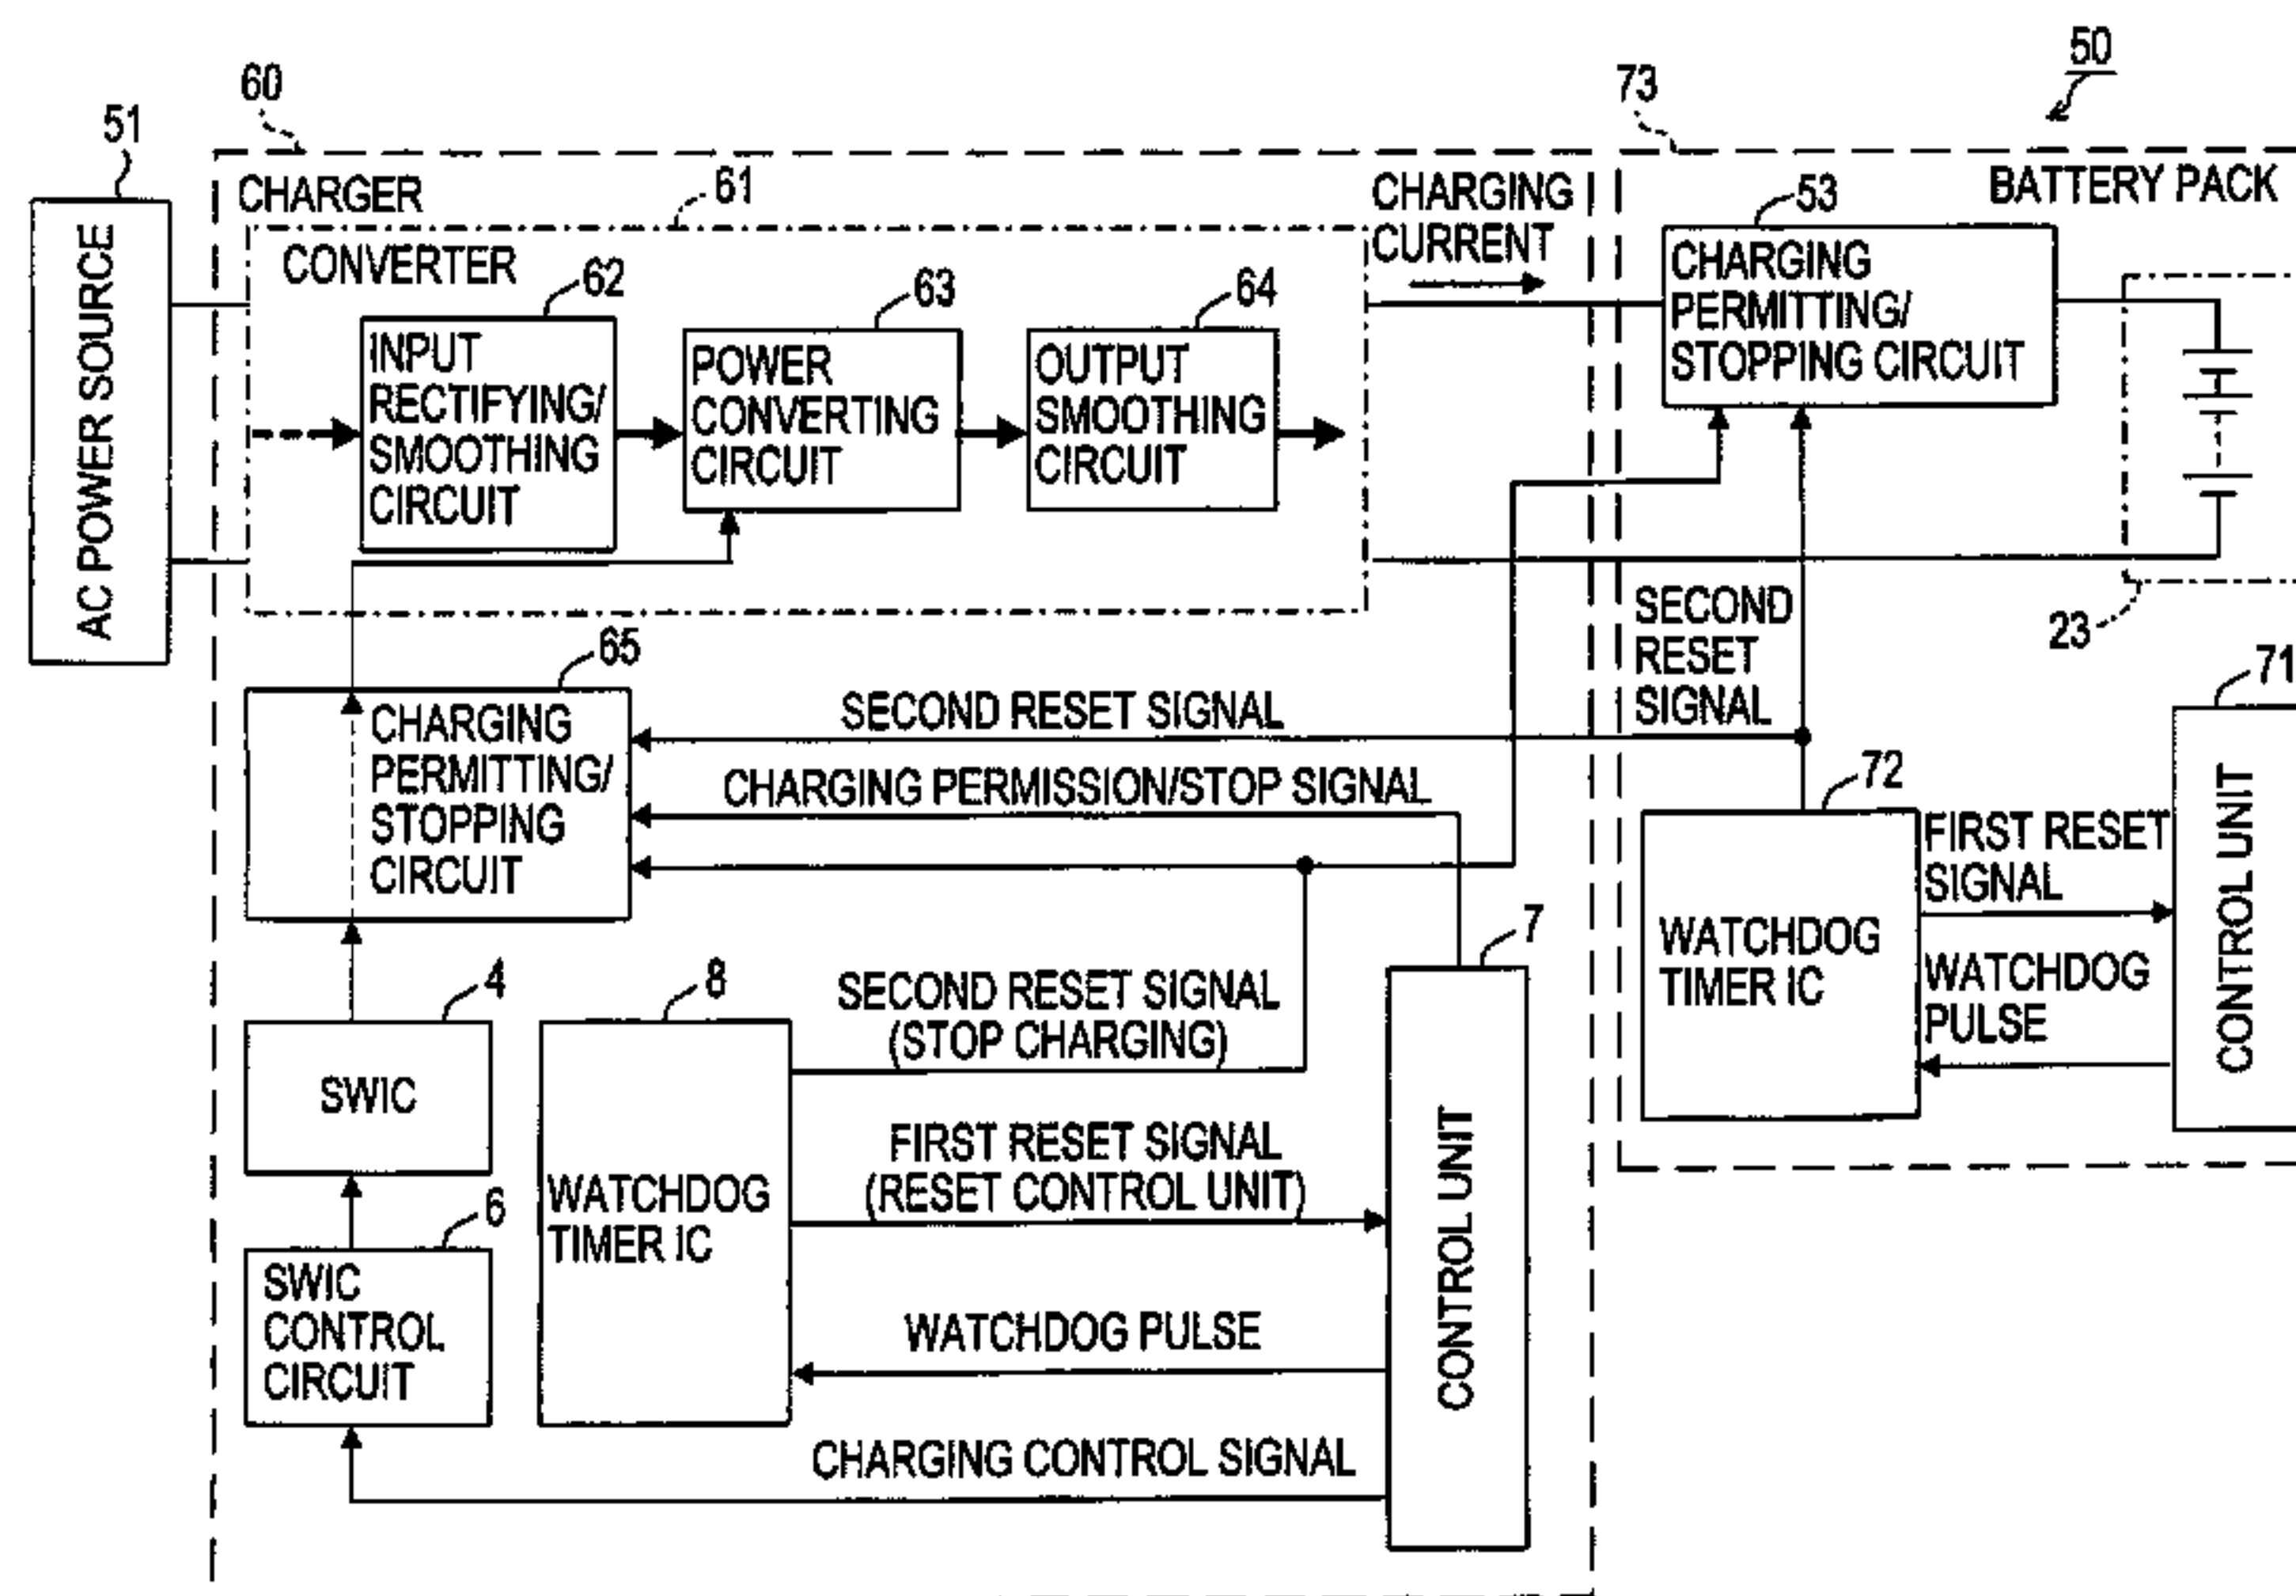 50
60
73
51
CHARGER
61
CHARGING
CURRENT
53
BATTERY PACK
AC POWER SOURCE
CONVERTER
62
63
64
INPUT
RECTIFYING/
SMOOTHING
CIRCUIT
POWER
CONVERTING
CIRCUIT
OUTPUT
SMOOTHING
CIRCUIT
CHARGING
PERMITTING/
STOPPING CIRCUIT
23
SECOND
RESET
SIGNAL
65
CHARGING
PERMITTING/
STOPPING
CIRCUIT
SECOND RESET SIGNAL
CHARGING PERMISSION/STOP SIGNAL
71
72
WATCHDOG
TIMER IC
FIRST RESET
SIGNAL
WATCHDOG
PULSE
CONTROL UNIT
4
SWIC
8
WATCHDOG
TIMER IC
SECOND RESET SIGNAL
(STOP CHARGING)
7
CONTROL UNIT
FIRST RESET SIGNAL
(RESET CONTROL UNIT)
6
SWIC
CONTROL
CIRCUIT
WATCHDOG PULSE
CHARGING CONTROL SIGNAL